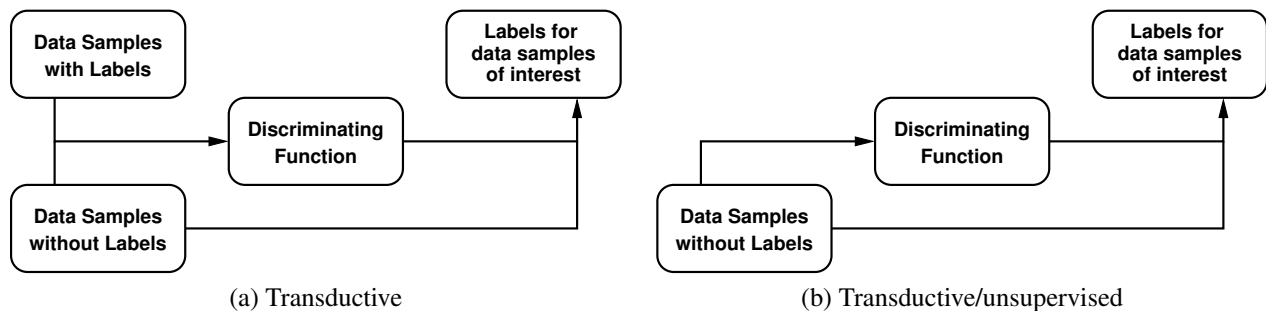 Data Samples
with Labels
Labels for
data samples
of interest
Discriminating
Function
Data Samples
without Labels
(a) Transductive
Labels for
data samples
of interest
Discriminating
Function
Data Samples
without Labels
(b) Transductive/unsupervised